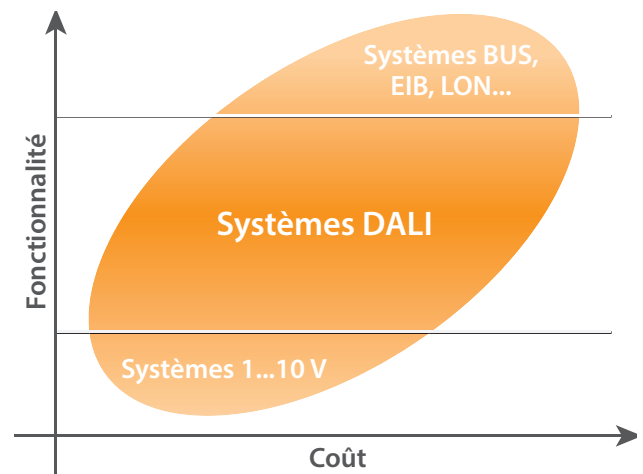 Fonctionnalité
Systèmes BUS,
EIB, LON...
Systèmes DALI
Systèmes 1...10 V
Coût